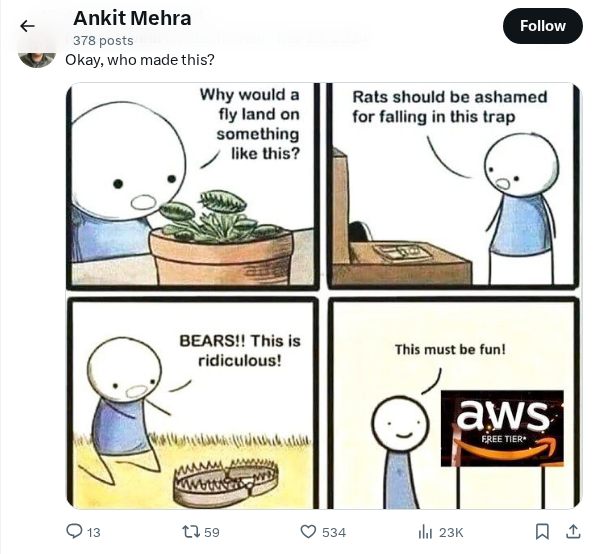 Ankit Mehra
378 posts
Follow
Okay, who made this?
Why would a
fly land on
something
like this?
Rats should be ashamed
for falling in this trap
BEARS!! This is
ridiculous!
This must be fun!
aws
FREE TIER*
13
59
534
23K